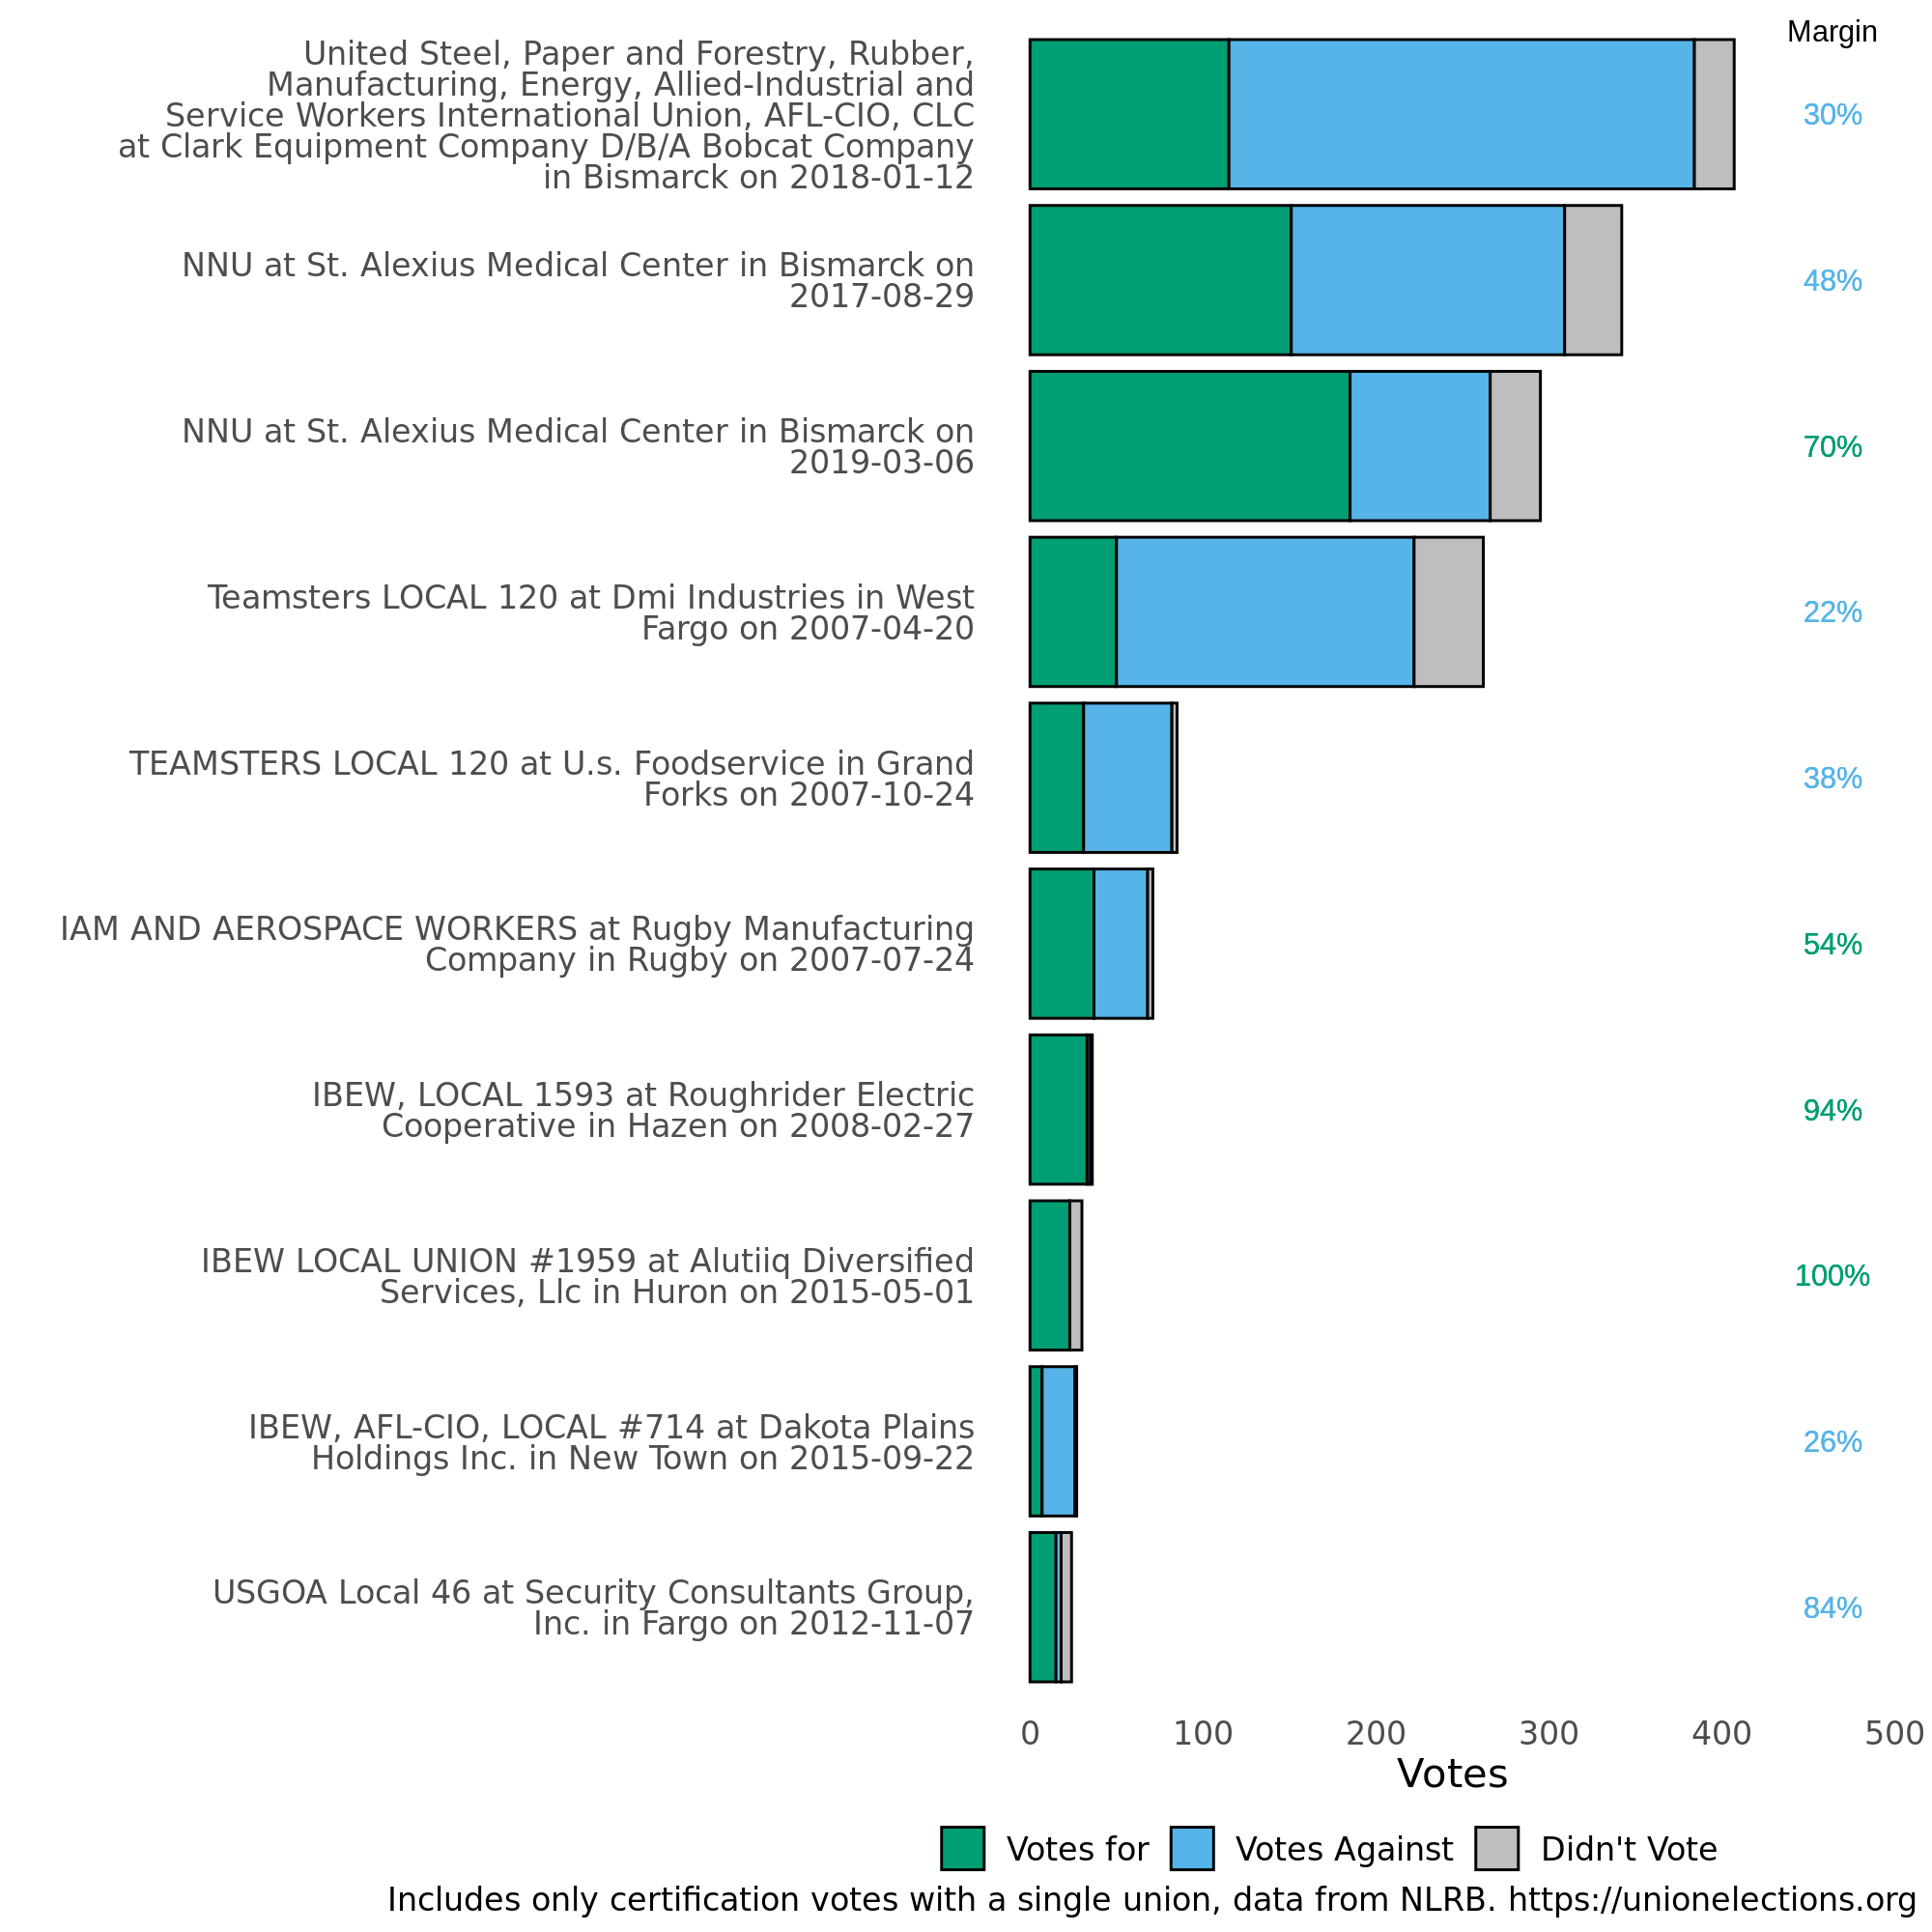 Margin
United Steel, Paper and Forestry, Rubber,
Manufacturing, Energy, Allied-Industrial and
Service Workers International Union, AFL-CIO, CLC
at Clark Equipment Company D/B/A Bobcat Company
in Bismarck on 2018-01-12
30%
NNU at St. Alexius Medical Center in Bismarck on
2017-08-29
48%
NNU at St. Alexius Medical Center in Bismarck on
2019-03-06
70%
Teamsters LOCAL 120 at Dmi Industries in West
Fargo on 2007-04-20
22%
TEAMSTERS LOCAL 120 at U.s. Foodservice in Grand
Forks on 2007-10-24
38%
IAM AND AEROSPACE WORKERS at Rugby Manufacturing
Company in Rugby on 2007-07-24
54%
IBEW, LOCAL 1593 at Roughrider Electric
Cooperative in Hazen on 2008-02-27
94%
IBEW LOCAL UNION #1959 at Alutiiq Diversified
Services, Llc in Huron on 2015-05-01
100%
IBEW, AFL-CIO, LOCAL #714 at Dakota Plains
Holdings Inc. in New Town on 2015-09-22
26%
USGOA Local 46 at Security Consultants Group,
Inc. in Fargo on 2012-11-07
84%
0 100 200 300 400 500
Votes
Votes for Votes Against Didn't Vote
Includes only certification votes with a single union, data from NLRB. https://unionelections.org